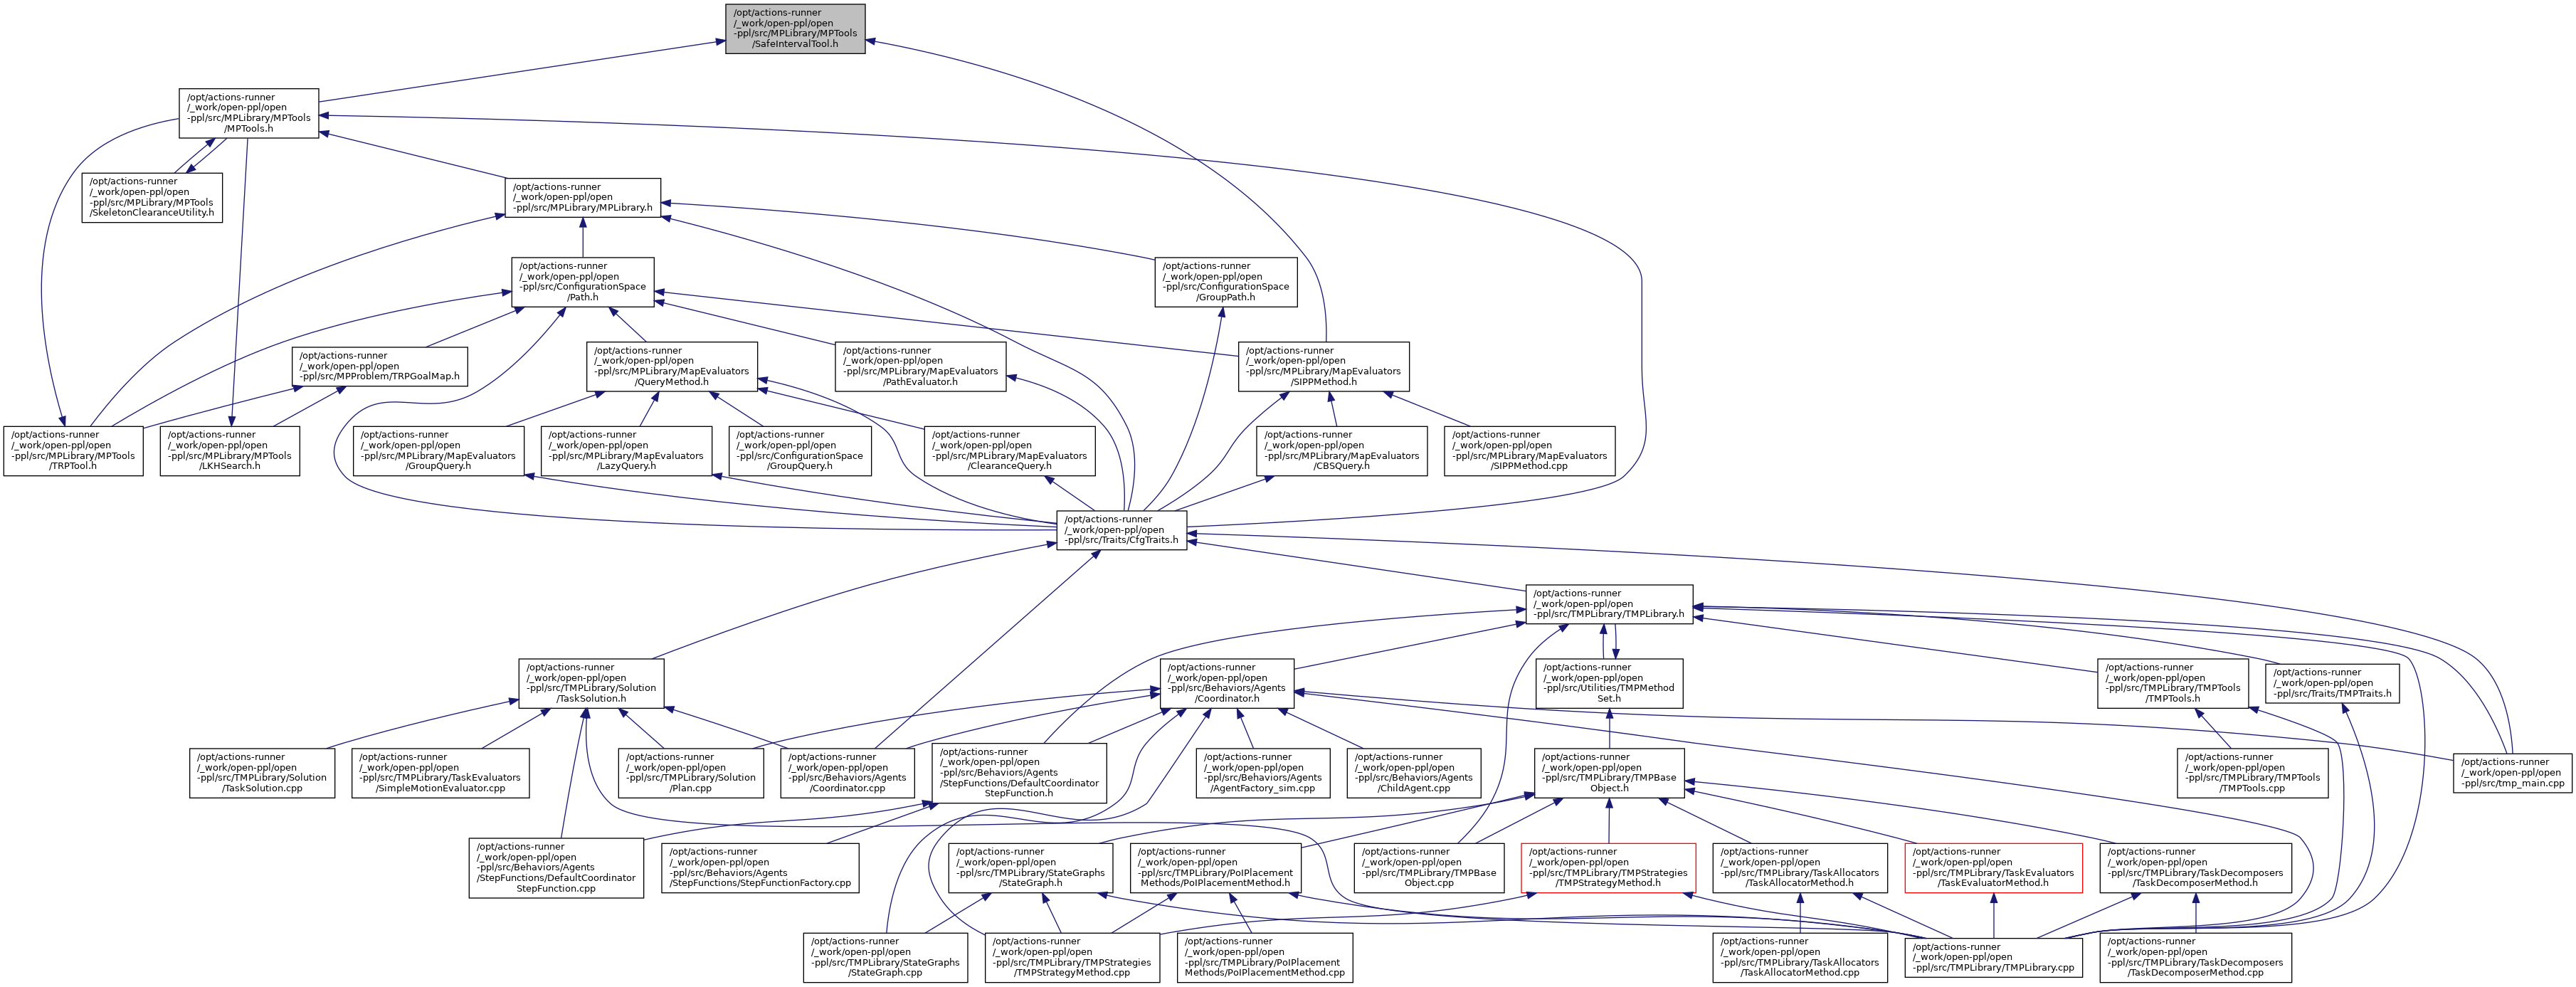 /opt/actions-runner
/_work/open-ppl/open
-ppl/src/MPLibrary/MPTools
/SafeIntervalTool.h
/opt/actions-runner
/_work/open-ppl/open
-ppl/src/MPLibrary/MPTools
/MPTools.h
/opt/actions-runner
/_work/open-ppl/open
-ppl/src/MPLibrary/MPTools
/SkeletonClearanceUtility.h
/opt/actions-runner
/_work/open-ppl/open
-ppl/src/MPLibrary/MPLibrary.h
/opt/actions-runner
/_work/open-ppl/open
-ppl/src/ConfigurationSpace
/Path.h
/opt/actions-runner
/_work/open-ppl/open
-ppl/src/ConfigurationSpace
/GroupPath.h
/opt/actions-runner
/_work/open-ppl/open
-ppl/src/MPProblem/TRPGoalMap.h
/opt/actions-runner
/_work/open-ppl/open
-ppl/src/MPLibrary/MapEvaluators
/QueryMethod.h
/opt/actions-runner
/_work/open-ppl/open
-ppl/src/MPLibrary/MapEvaluators
/PathEvaluator.h
/opt/actions-runner
/_work/open-ppl/open
-ppl/src/MPLibrary/MapEvaluators
/SIPPMethod.h
/opt/actions-runner
/_work/open-ppl/open
-ppl/src/MPLibrary/MPTools
/TRPTool.h
/opt/actions-runner
/_work/open-ppl/open
-ppl/src/MPLibrary/MPTools
/LKHSearch.h
/opt/actions-runner
/_work/open-ppl/open
-ppl/src/MPLibrary/MapEvaluators
/GroupQuery.h
/opt/actions-runner
/_work/open-ppl/open
-ppl/src/MPLibrary/MapEvaluators
/LazyQuery.h
/opt/actions-runner
/_work/open-ppl/open
-ppl/src/ConfigurationSpace
/GroupQuery.h
/opt/actions-runner
/_work/open-ppl/open
-ppl/src/MPLibrary/MapEvaluators
/ClearanceQuery.h
/opt/actions-runner
/_work/open-ppl/open
-ppl/src/MPLibrary/MapEvaluators
/CBSQuery.h
/opt/actions-runner
/_work/open-ppl/open
-ppl/src/MPLibrary/MapEvaluators
/SIPPMethod.cpp
/opt/actions-runner
/_work/open-ppl/open
-ppl/src/Traits/CfgTraits.h
/opt/actions-runner
/_work/open-ppl/open
-ppl/src/TMPLibrary/TMPLibrary.h
/opt/actions-runner
/_work/open-ppl/open
-ppl/src/TMPLibrary/Solution
/TaskSolution.h
/opt/actions-runner
/_work/open-ppl/open
-ppl/src/Behaviors/Agents
/Coordinator.h
/opt/actions-runner
/_work/open-ppl/open
-ppl/src/Utilities/TMPMethod
Set.h
/opt/actions-runner
/_work/open-ppl/open
-ppl/src/TMPLibrary/TMPTools
/TMPTools.h
/opt/actions-runner
/_work/open-ppl/open
-ppl/src/Traits/TMPTraits.h
/opt/actions-runner
/_work/open-ppl/open
-ppl/src/TMPLibrary/Solution
/TaskSolution.cpp
/opt/actions-runner
/_work/open-ppl/open
-ppl/src/TMPLibrary/TaskEvaluators
/SimpleMotionEvaluator.cpp
/opt/actions-runner
/_work/open-ppl/open
-ppl/src/TMPLibrary/Solution
/Plan.cpp
/opt/actions-runner
/_work/open-ppl/open
-ppl/src/Behaviors/Agents
/Coordinator.cpp
/opt/actions-runner
/_work/open-ppl/open
-ppl/src/Behaviors/Agents
/StepFunctions/DefaultCoordinator
StepFunction.h
/opt/actions-runner
/_work/open-ppl/open
-ppl/src/Behaviors/Agents
/AgentFactory_sim.cpp
/opt/actions-runner
/_work/open-ppl/open
-ppl/src/Behaviors/Agents
/ChildAgent.cpp
/opt/actions-runner
/_work/open-ppl/open
-ppl/src/TMPLibrary/TMPBase
Object.h
/opt/actions-runner
/_work/open-ppl/open
-ppl/src/TMPLibrary/TMPTools
/TMPTools.cpp
/opt/actions-runner
/_work/open-ppl/open
-ppl/src/tmp_main.cpp
/opt/actions-runner
/_work/open-ppl/open
-ppl/src/Behaviors/Agents
/StepFunctions/DefaultCoordinator
StepFunction.cpp
/opt/actions-runner
/_work/open-ppl/open
-ppl/src/Behaviors/Agents
/StepFunctions/StepFunctionFactory.cpp
/opt/actions-runner
/_work/open-ppl/open
-ppl/src/TMPLibrary/StateGraphs
/StateGraph.h
/opt/actions-runner
/_work/open-ppl/open
-ppl/src/TMPLibrary/PoIPlacement
Methods/PoIPlacementMethod.h
/opt/actions-runner
/_work/open-ppl/open
-ppl/src/TMPLibrary/TMPBase
Object.cpp
/opt/actions-runner
/_work/open-ppl/open
-ppl/src/TMPLibrary/TMPStrategies
/TMPStrategyMethod.h
/opt/actions-runner
/_work/open-ppl/open
-ppl/src/TMPLibrary/TaskAllocators
/TaskAllocatorMethod.h
/opt/actions-runner
/_work/open-ppl/open
-ppl/src/TMPLibrary/TaskEvaluators
/TaskEvaluatorMethod.h
/opt/actions-runner
/_work/open-ppl/open
-ppl/src/TMPLibrary/TaskDecomposers
/TaskDecomposerMethod.h
/opt/actions-runner
/_work/open-ppl/open
-ppl/src/TMPLibrary/StateGraphs
/StateGraph.cpp
/opt/actions-runner
/_work/open-ppl/open
-ppl/src/TMPLibrary/TMPStrategies
/TMPStrategyMethod.cpp
/opt/actions-runner
/_work/open-ppl/open
-ppl/src/TMPLibrary/PoIPlacement
Methods/PoIPlacementMethod.cpp
/opt/actions-runner
/_work/open-ppl/open
-ppl/src/TMPLibrary/TaskAllocators
/TaskAllocatorMethod.cpp
/opt/actions-runner
/_work/open-ppl/open
-ppl/src/TMPLibrary/TMPLibrary.cpp
/opt/actions-runner
/_work/open-ppl/open
-ppl/src/TMPLibrary/TaskDecomposers
/TaskDecomposerMethod.cpp